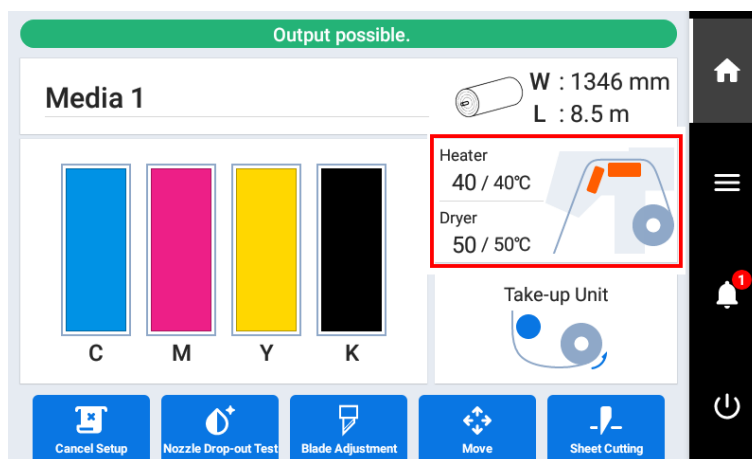 Output possible.
Media 1
W : 1346 mm
L : 8.5 m
Heater
40 / 40℃
Dryer
50 / 50℃
Take-up Unit
C M Y K
1
Cancel Setup
Nozzle Drop-out Test
Blade Adjustment
Move
Sheet Cutting